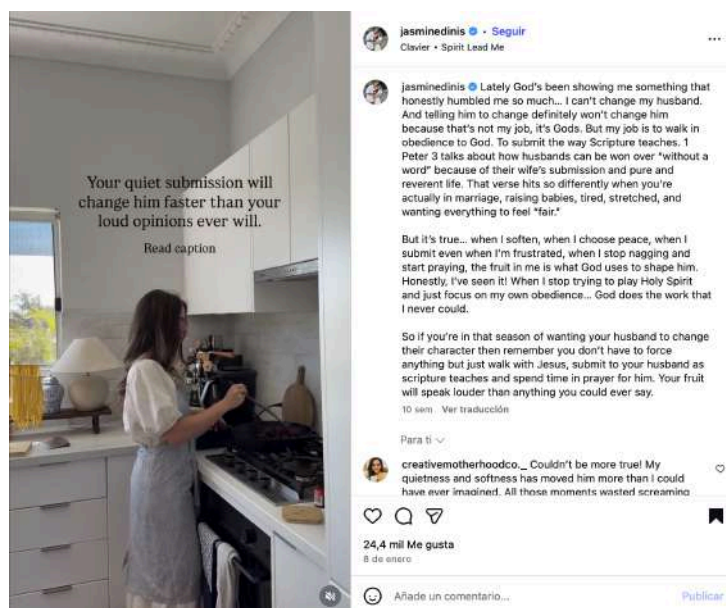 Your quiet submission will
change him faster than your
loud opinions ever will.
Read caption
jasminedinis • Seguir
Clavier • Spirit Lead Me
jasminedinis Lately God's been showing me something that
honestly humbled me so much... I can't change my husband.
And telling him to change definitely won't change him
because that's not my job, it's Gods. But my job is to walk in
obedience to God. To submit the way Scripture teaches. 1
Peter 3 talks about how husbands can be won over "without a
word" because of their wife's submission and pure and
reverent life. That verse hits so differently when you're
actually in marriage, raising babies, tired, stretched, and
wanting everything to feel "fair."
But it's true... when I soften, when I choose peace, when I
submit even when I'm frustrated, when I stop nagging and
start praying, the fruit in me is what God uses to shape him.
Honestly, I've seen it! When I stop trying to play Holy Spirit
and just focus on my own obedience... God does the work that
I never could.
So if you're in that season of wanting your husband to change
their character then remember you don't have to force
anything but just walk with Jesus, submit to your husband as
scripture teaches and spend time in prayer for him. Your fruit
will speak louder than anything you could ever say.
10 sem Ver traducción
Para ti
creativemotherhoodco._ Couldn't be more true! My
quietness and softness has moved him more than I could
have ever imagined. All those moments wasted screaming
24,4 mil Me gusta
8 de enero
Añade un comentario...
Publicar